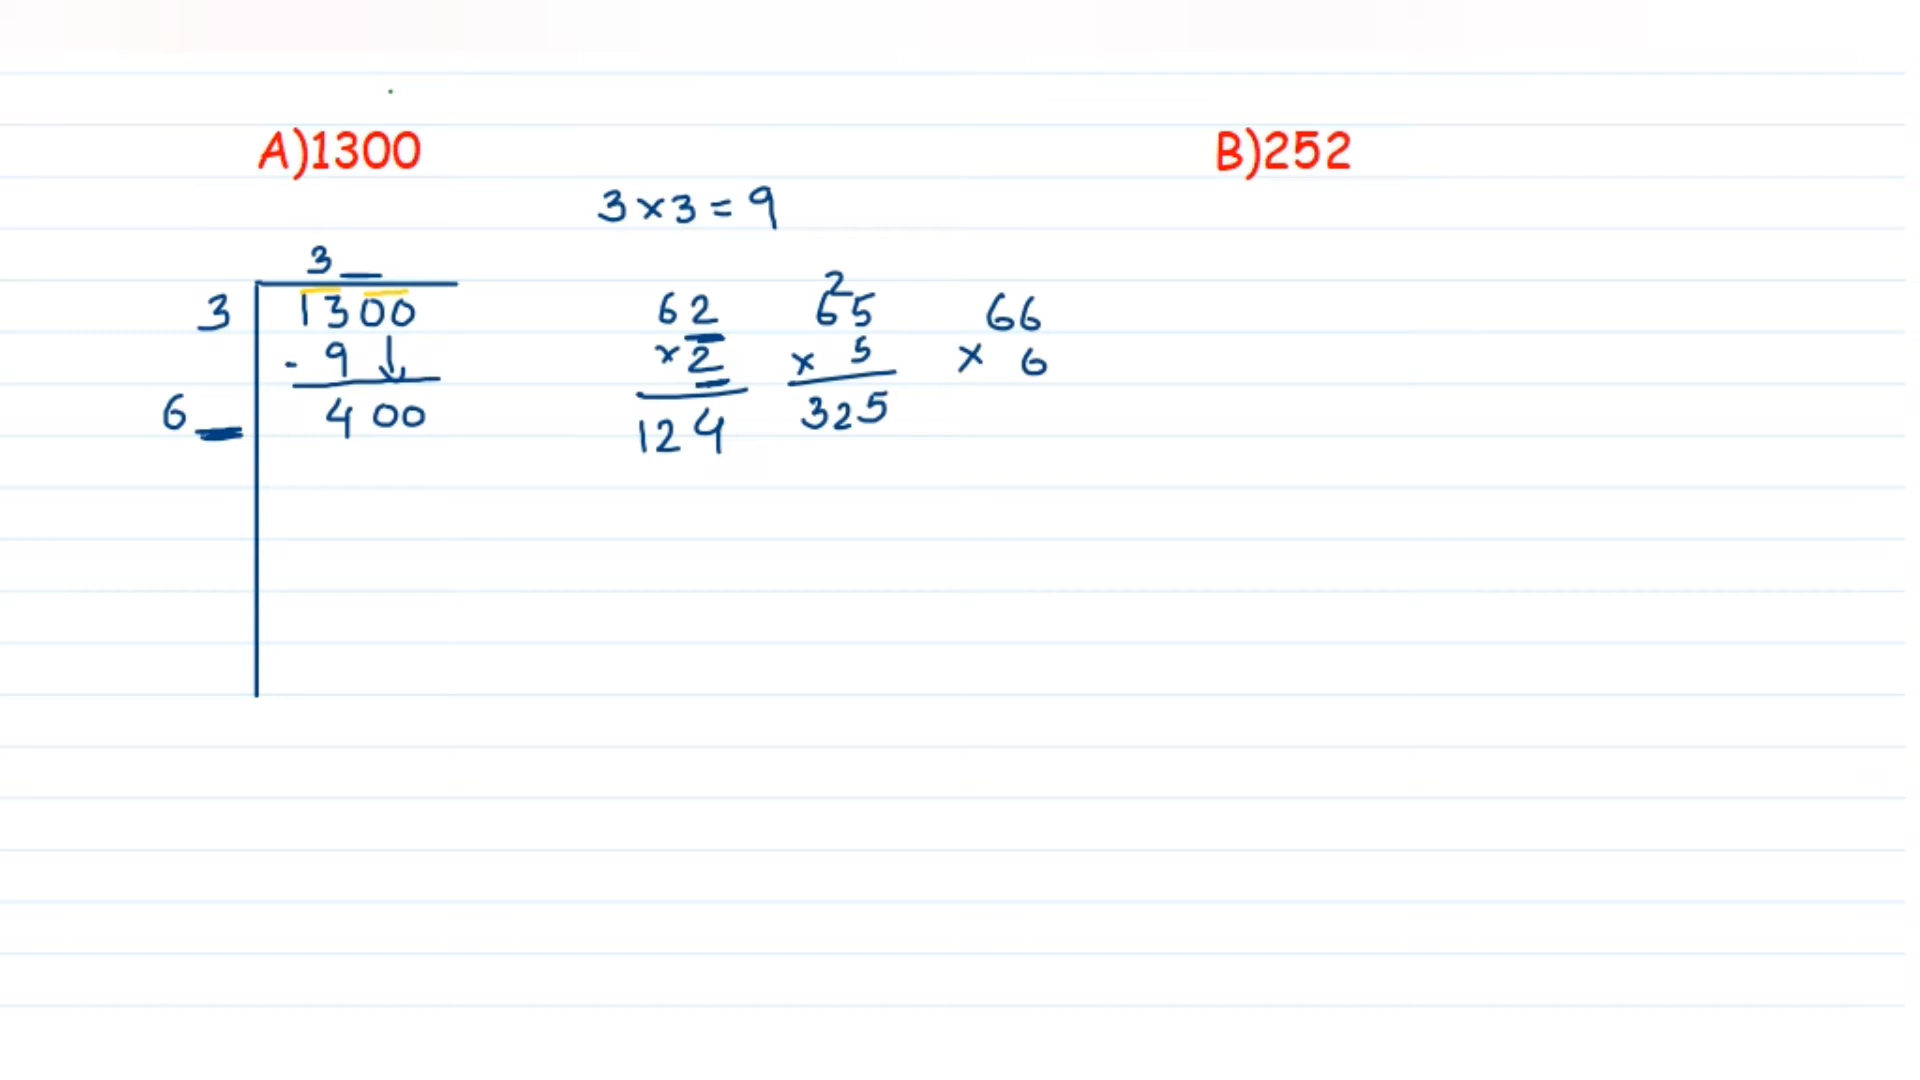 A)1300 B)252
3 × 3 = 9
3 _
3 1300 62 2 65 66
- 9 ↓ × 2 × 5 × 6
6 _ 400 124 325